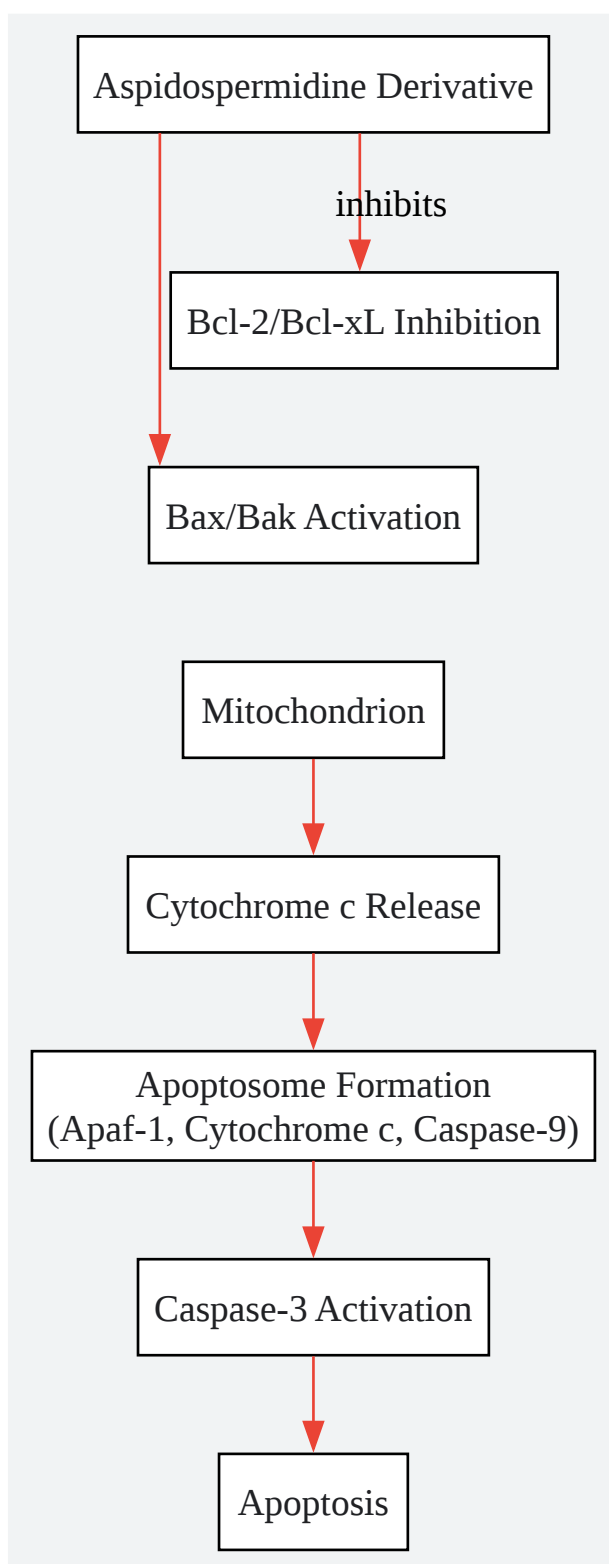 Aspidospermidine Derivative
inhibits
Bcl-2/Bcl-xL Inhibition
Bax/Bak Activation
Mitochondrion
Cytochrome c Release
Apoptosome Formation
(Apaf-1, Cytochrome c, Caspase-9)
Caspase-3 Activation
Apoptosis